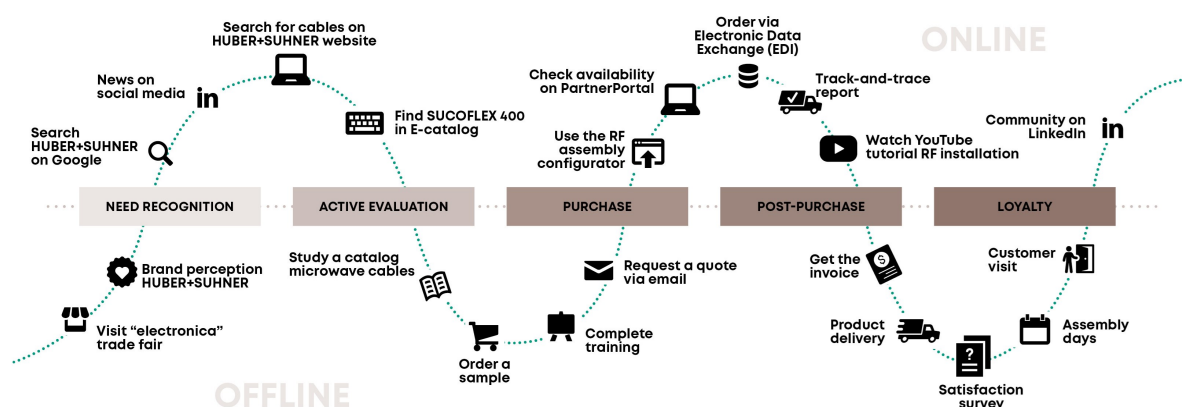 ONLINE
Search for cables on
HUBER+SUHNER website
News on
social media
in
Search
HUBER+SUHNER
on Google
Find SUCOFLEX 400
in E-catalog
Order via
Electronic Data
Exchange (EDI)
Check availability
on PartnerPortal
Use the RF
assembly
configurator
Track-and-trace
report
Watch YouTube
tutorial RF installation
Community on
LinkedIn
in
NEED RECOGNITION
ACTIVE EVALUATION
PURCHASE
POST-PURCHASE
LOYALTY
Brand perception
HUBER+SUHNER
Visit “electronica”
trade fair
Study a catalog
microwave cables
Order a
sample
Complete
training
Request a quote
via email
Get the
invoice
$
Product
delivery
?
Satisfaction
survey
Assembly
days
Customer
visit
OFFLINE